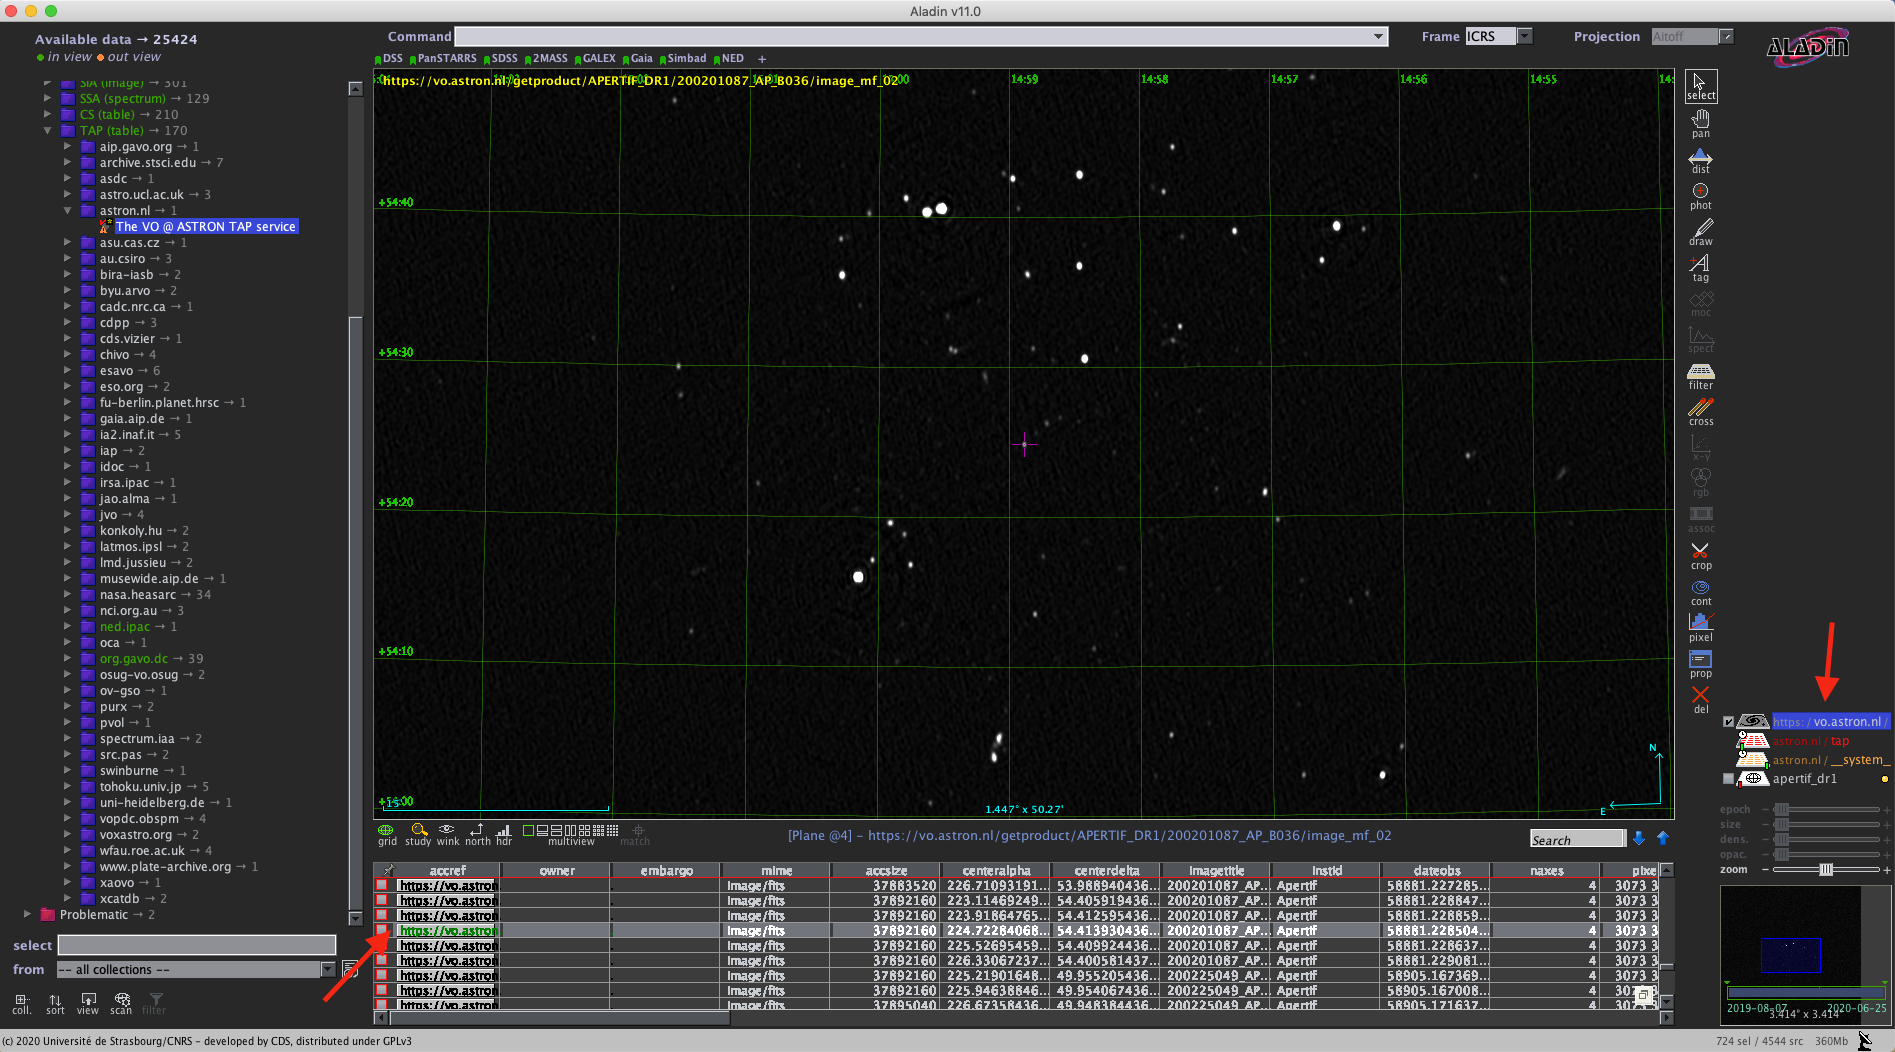 Aladin v11.0
Available data → 25424
in view out view
SIA (image) → 301
SSA (spectrum) → 129
CS (table) → 210
TAP (table) → 170
aip.gavo.org → 1
archive.stsci.edu → 7
asdc → 1
astro.ucl.ac.uk → 3
astron.nl → 1
The VO @ ASTRON TAP service
asu.cas.cz → 1
au.csiro → 3
bira-iasb → 2
byu.arvo → 2
cadc.nrc.ca → 1
cdpp → 3
cds.vizier → 1
chivo → 4
esavo → 6
eso.org → 2
fu-berlin.planet.hrsc → 1
gaia.aip.de → 1
ia2.inaf.it → 5
iap → 2
idoc → 1
irsa.ipac → 1
jao.alma → 1
jvo → 4
konkoly.hu → 2
latmos.ipsl → 2
lmd.jussieu → 2
musewide.aip.de → 1
nasa.heasarc → 34
nci.org.au → 3
ned.ipac → 1
oca → 1
org.gavo.dc → 39
osug-vo.osug → 2
ov-gso → 1
purx → 2
pvol → 1
spectrum.iaa → 2
src.pas → 2
swinburne → 1
tohoku.univ.jp → 5
uni-heidelberg.de → 1
vopdc.obspm → 4
voxastro.org → 2
wfau.roe.ac.uk → 4
www.plate-archive.org → 1
xaovo → 1
xcatdb → 2
Problematic → 2
select
from -- all collections --
coll. sort view scan filter
Command
Frame ICRS
Projection Aitoff
ALADiN
DSS PanSTARRS SDSS 2MASS GALEX Gaia Simbad NED +
https://vo.astron.nl/getproduct/APERTIF_DR1/200201087_AP_B036/image_mf_02
14:59 14:58 14:57 14:56 14:55
+54:40
+54:30
+54:20
+54:10
1.447° x 50.27'
N
E
select
pan
dist
phot
draw
tag
moc
spect
filter
cross
x-y
rgb
assoc
crop
cont
pixel
prop
del
https://vo.astron.nl/
astron.nl/tap
astron.nl/__system_
apertif_dr1
epoch
size
dens.
opac.
zoom
2019-08-07 2020-06-25
3.414° x 3.414°
grid study wink north hdr multiview match
[Plane @4] - https://vo.astron.nl/getproduct/APERTIF_DR1/200201087_AP_B036/image_mf_02
Search
accref owner embargo mime accsize centeralpha centerdelta imagetitle instid dateobs naxes pixe
https://vo.astron image/fits 37883520 226.71093191... 53.988940436... 200201087_AP... Apertif 58881.227285... 4 3073 3
https://vo.astron image/fits 37892160 223.11469249... 54.405919436... 200201087_AP... Apertif 58881.228847... 4 3073 3
https://vo.astron image/fits 37892160 223.91864765... 54.412595436... 200201087_AP... Apertif 58881.228859... 4 3073 3
https://vo.astron image/fits 37892160 224.72284068... 54.413930436... 200201087_AP... Apertif 58881.228504... 4 3073 3
https://vo.astron image/fits 37892160 225.52695459... 54.409924436... 200201087_AP... Apertif 58881.228637... 4 3073 3
https://vo.astron image/fits 37892160 226.33067237... 54.400581437... 200201087_AP... Apertif 58881.229081... 4 3073 3
https://vo.astron image/fits 37892160 225.21901648... 49.955205436... 200225049_AP... Apertif 58905.167369... 4 3073 3
https://vo.astron image/fits 37892160 225.94638846... 49.954067436... 200225049_AP... Apertif 58905.167008... 4 3073 3
https://vo.astron image/fits 37895040 226.67358436... 49.948384436... 200225049_AP... Apertif 58905.171637... 4 3073 3
(c) 2020 Université de Strasbourg/CNRS - developed by CDS, distributed under GPLv3
724 sel / 4544 src 360Mb